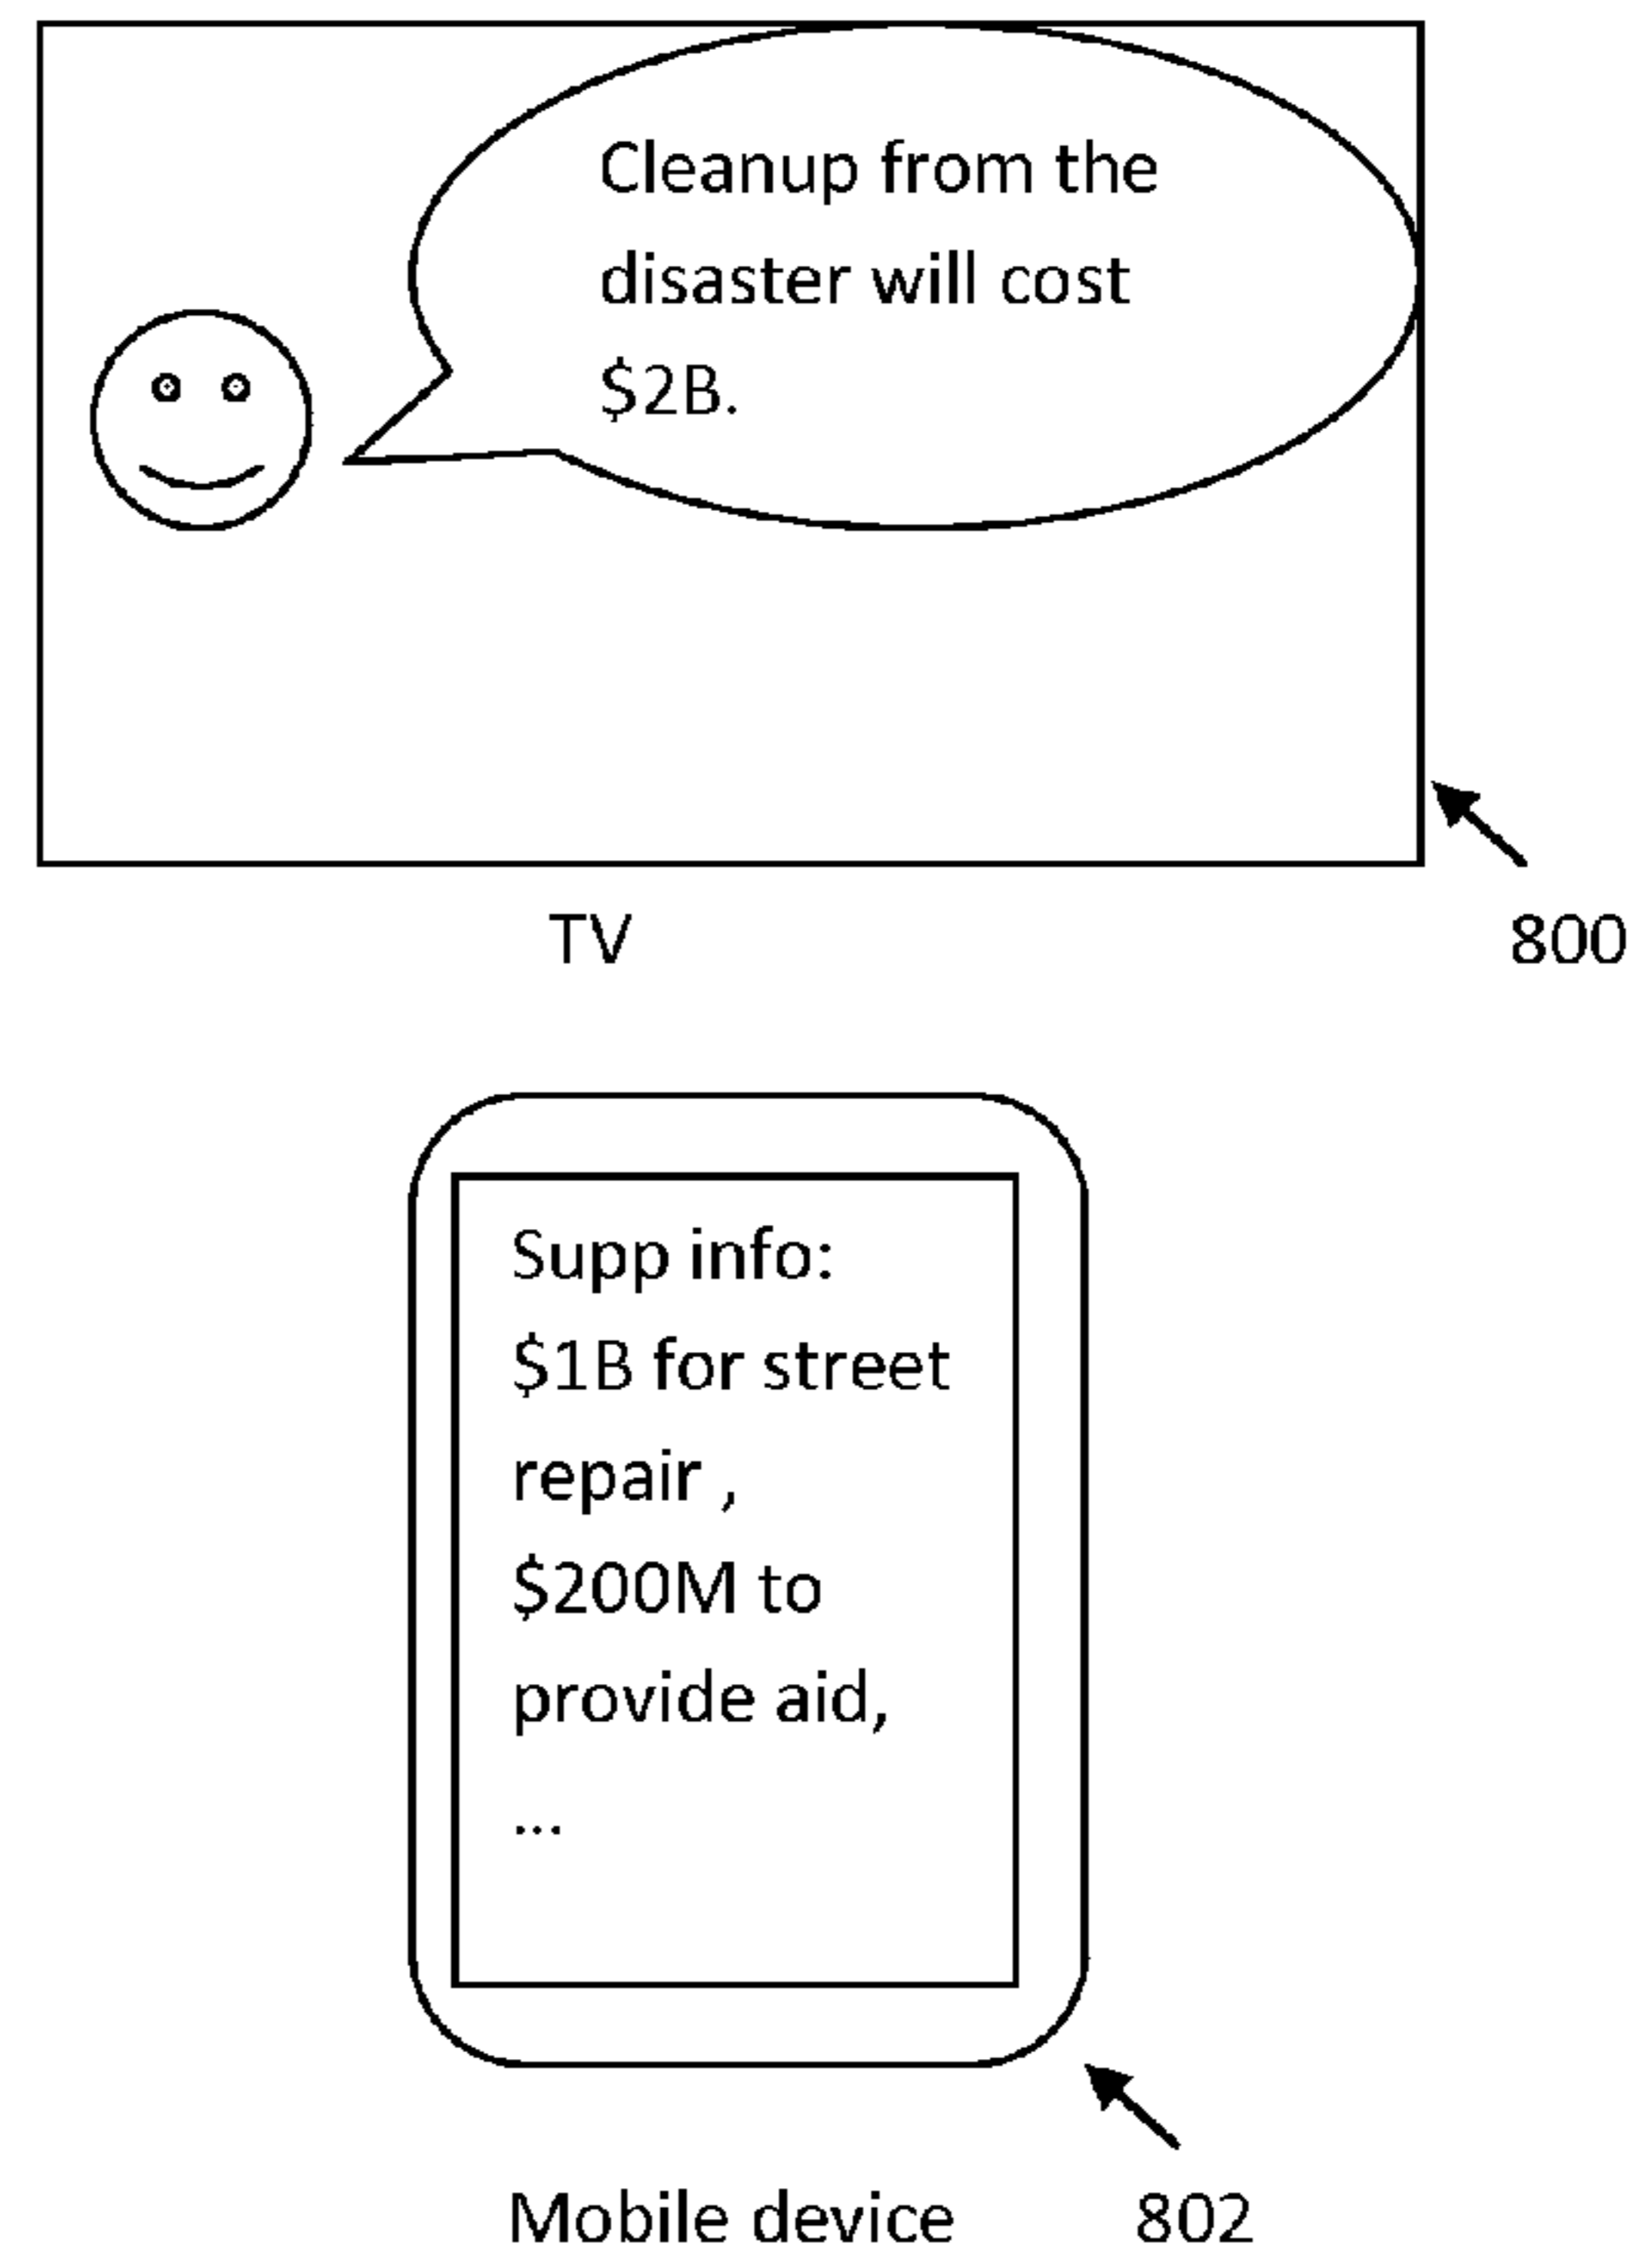 Cleanup from the
disaster will cost
$2B.
TV
800
Supp info:
$1B for street
repair ,
$200M to
provide aid,
...
Mobile device
802